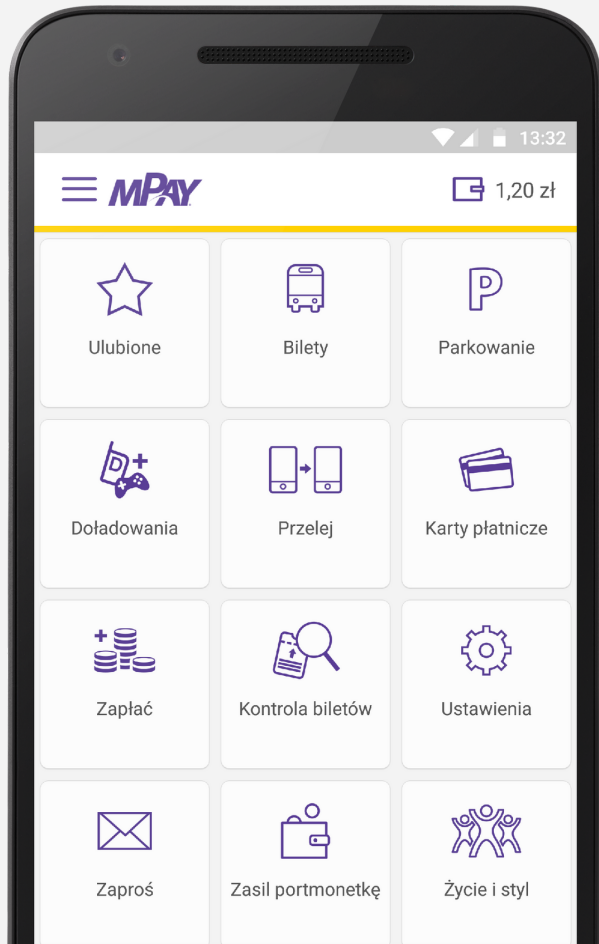 13:32
mPAY
1,20 zł
Ulubione
Bilety
P
Parkowanie
D+
Doładowania
Przelej
Karty płatnicze
Zapłać
Kontrola biletów
Ustawienia
Zaproś
Zasil portmonetkę
Życie i styl